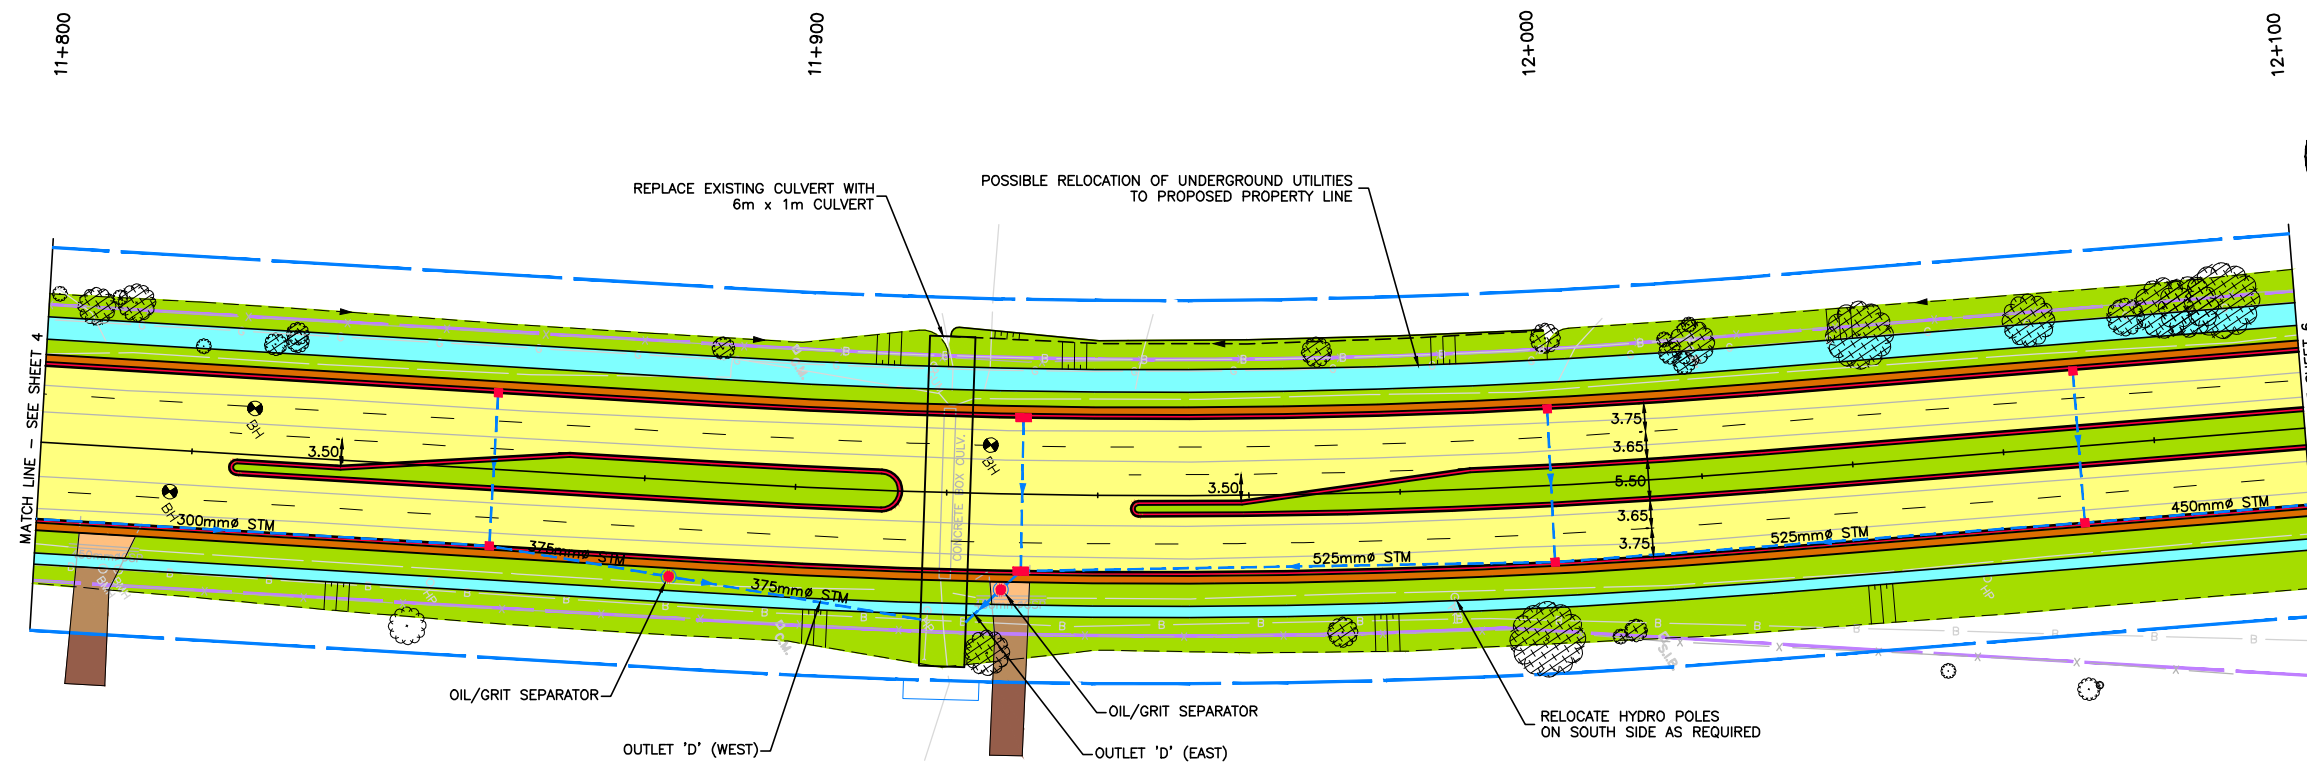 11+800
11+900
12+000
12+100
REPLACE EXISTING CULVERT WITH
6m x 1m CULVERT
POSSIBLE RELOCATION OF UNDERGROUND UTILITIES
TO PROPOSED PROPERTY LINE
MATCH LINE - SEE SHEET 4
BH
BH
BH
3.50
3.50
3.75
3.65
5.50
3.65
3.75
300mmø STM
375mmø STM
375mmø STM
525mmø STM
525mmø STM
450mmø STM
CONCRETE BOX CULV.
OIL/GRIT SEPARATOR
OUTLET 'D' (WEST)
OIL/GRIT SEPARATOR
OUTLET 'D' (EAST)
RELOCATE HYDRO POLES
ON SOUTH SIDE AS REQUIRED